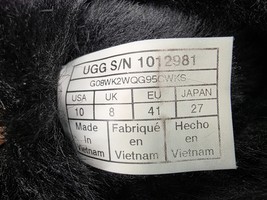 UGG S/N 1012981
G08WK2WQG950WKS
USA UK EU JAPAN
10 8 41 27
Made Fabriqué Hecho
in en en
Vietnam Vietnam Vietnam